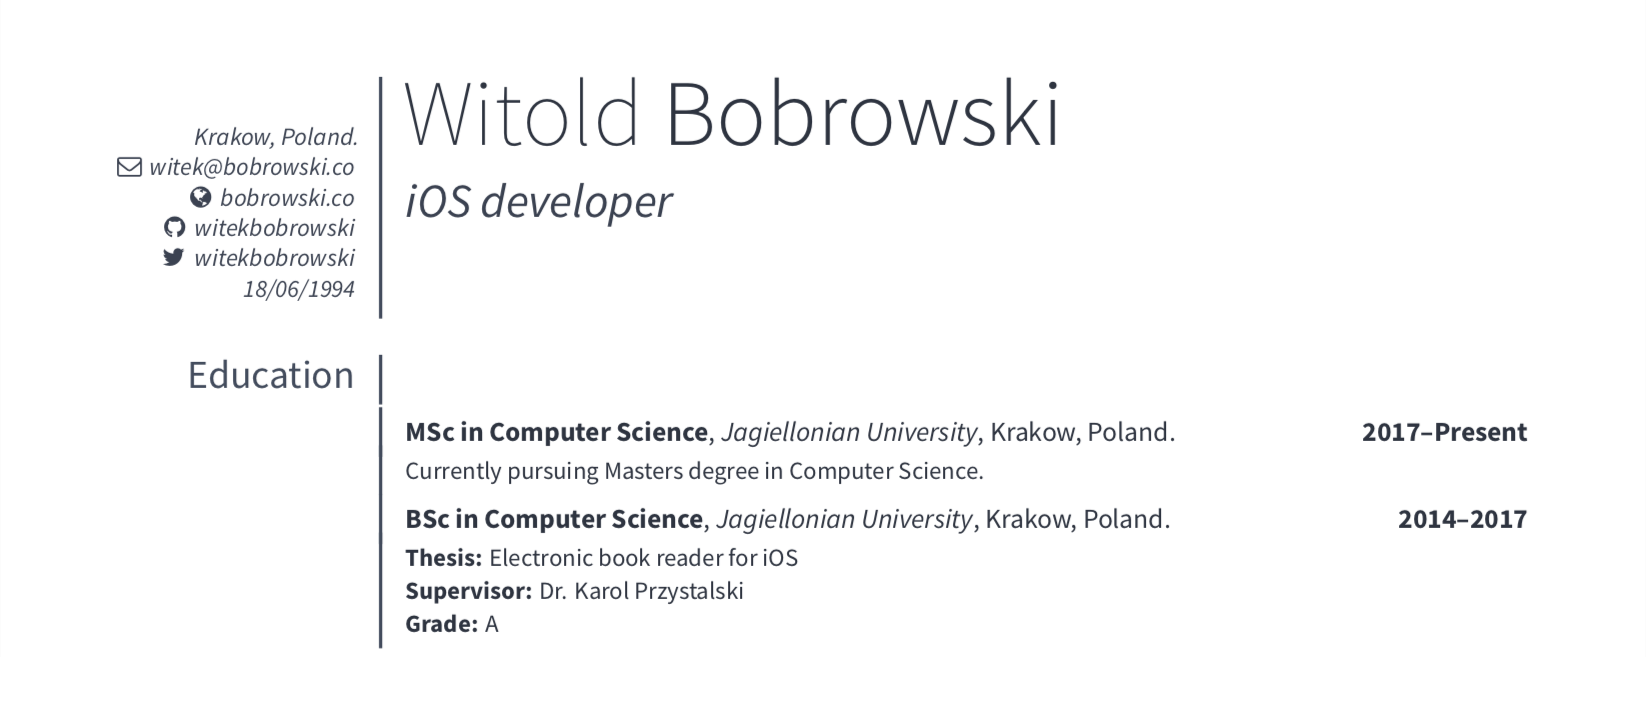 Witold Bobrowski
iOS developer
Krakow, Poland.
witek@bobrowski.co
bobrowski.co
witekbobrowski
witekbobrowski
18/06/1994
Education
MSc in Computer Science, Jagiellonian University, Krakow, Poland. 2017–Present
Currently pursuing Masters degree in Computer Science.
BSc in Computer Science, Jagiellonian University, Krakow, Poland. 2014–2017
Thesis: Electronic book reader for iOS
Supervisor: Dr. Karol Przystalski
Grade: A